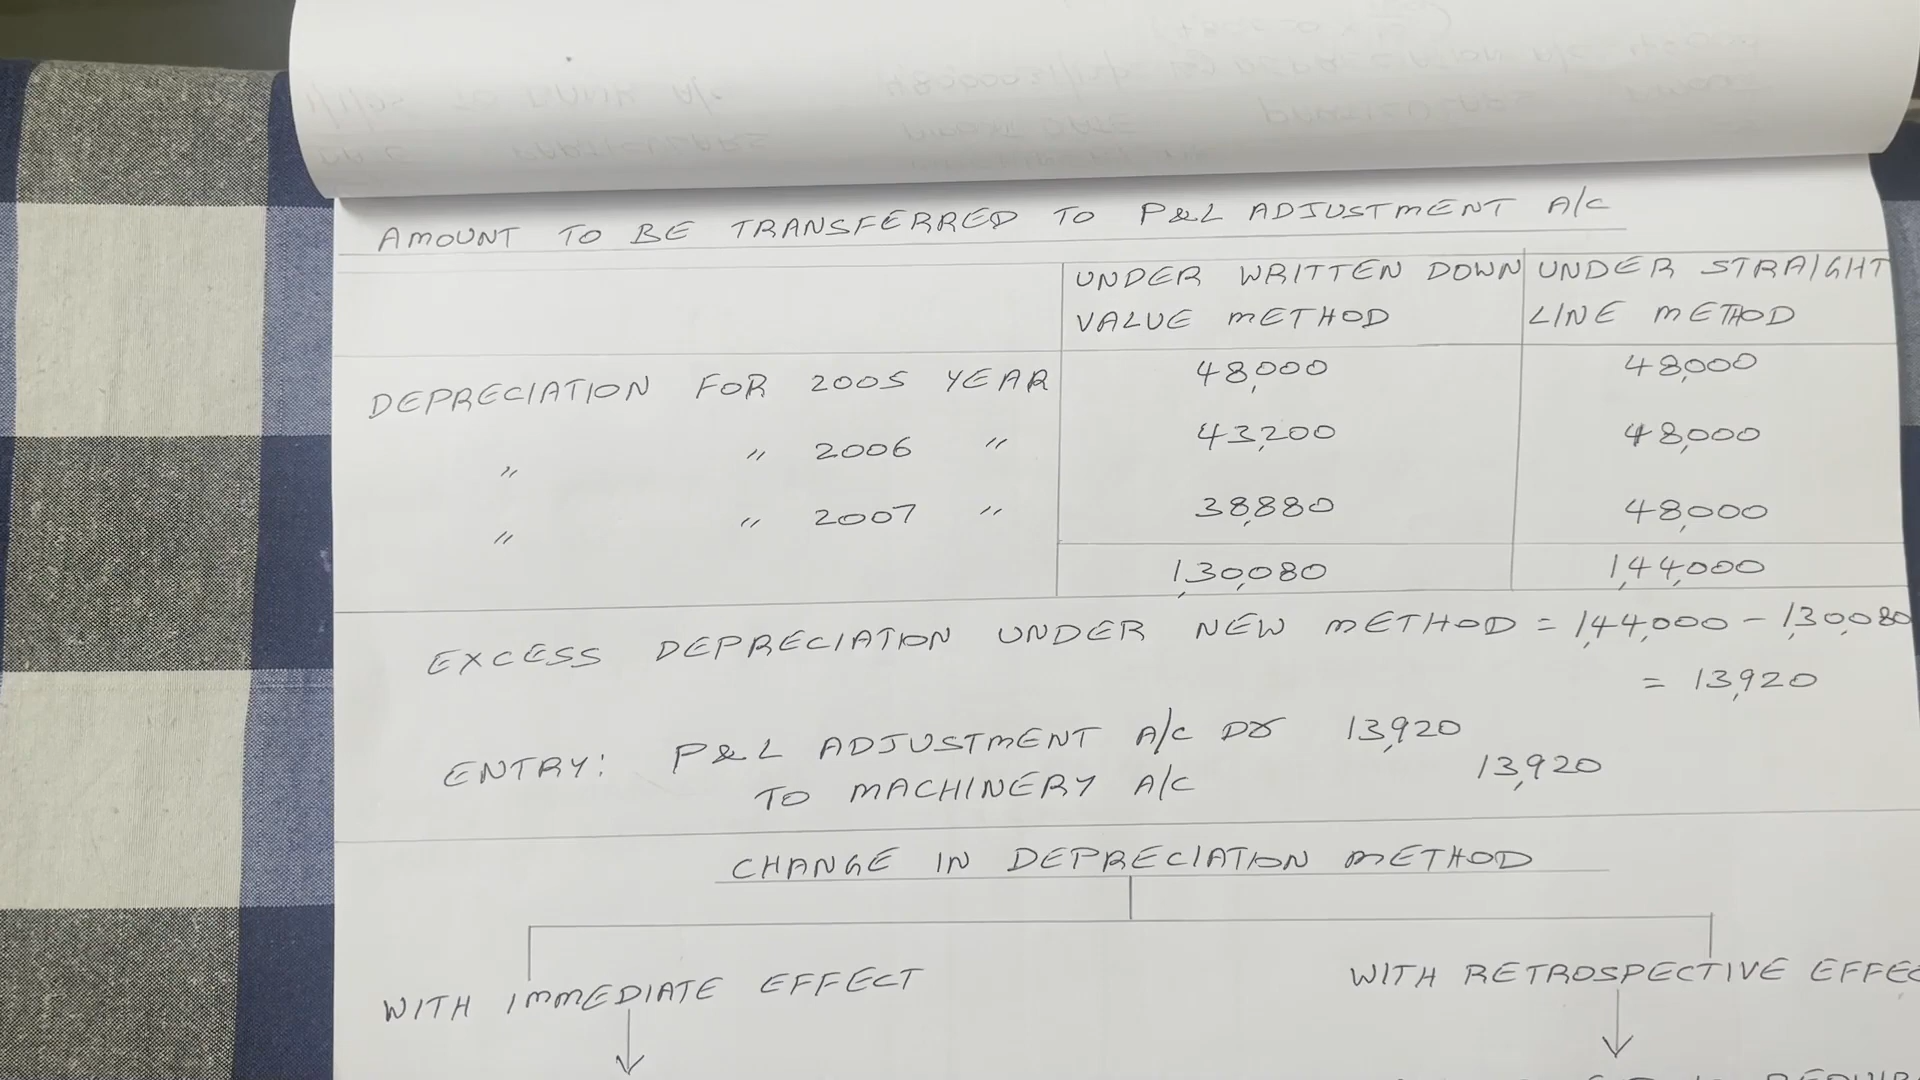 AMOUNT TO BE TRANSFERRED TO P&L ADJUSTMENT A/C
UNDER WRITTEN DOWN VALUE METHOD
UNDER STRAIGHT LINE METHOD
DEPRECIATION FOR 2005 YEAR 48,000 48,000
" " 2006 " 43,200 48,000
" " 2007 " 38,880 48,000
1,30,080 1,44,000
EXCESS DEPRECIATION UNDER NEW METHOD = 1,44,000 - 1,30,080
= 13,920
ENTRY: P&L ADJUSTMENT A/C Dr 13,920
TO MACHINERY A/C 13,920
CHANGE IN DEPRECIATION METHOD
WITH IMMEDIATE EFFECT
WITH RETROSPECTIVE EFFEC